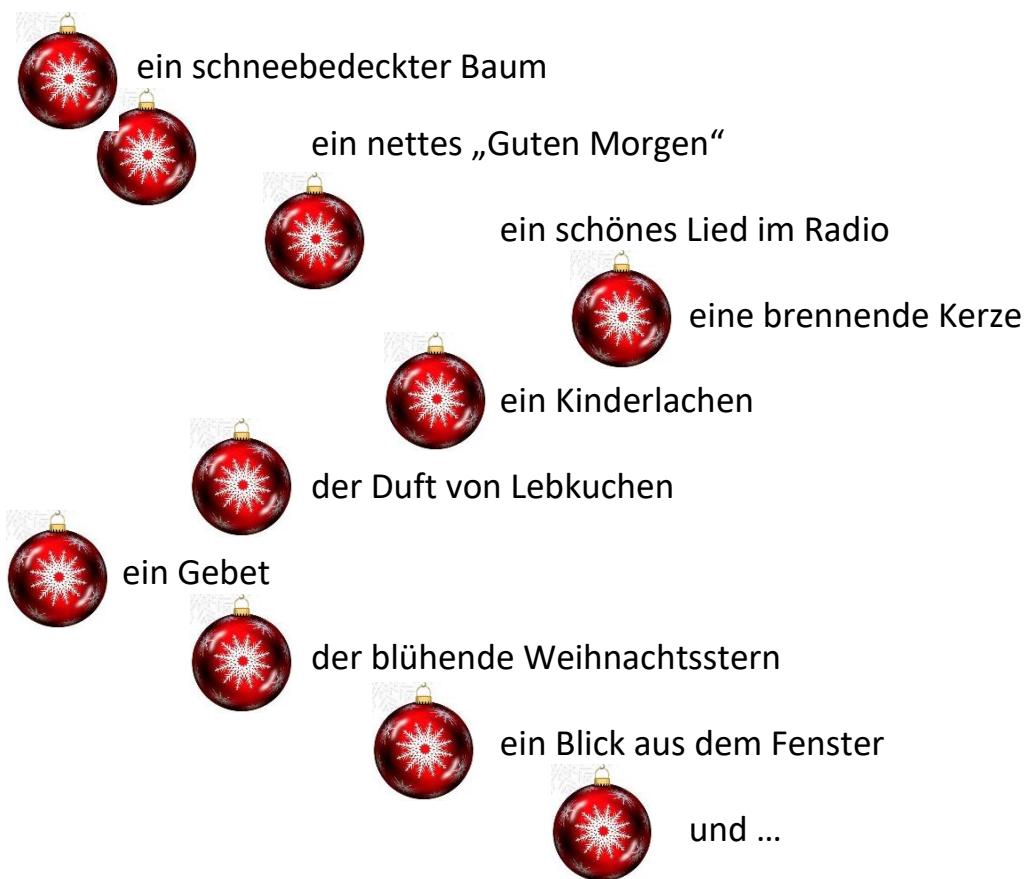 ein schneebedeckter Baum
ein nettes „Guten Morgen“
ein schönes Lied im Radio
eine brennende Kerze
ein Kinderlachen
der Duft von Lebkuchen
ein Gebet
der blühende Weihnachtsstern
ein Blick aus dem Fenster
und …